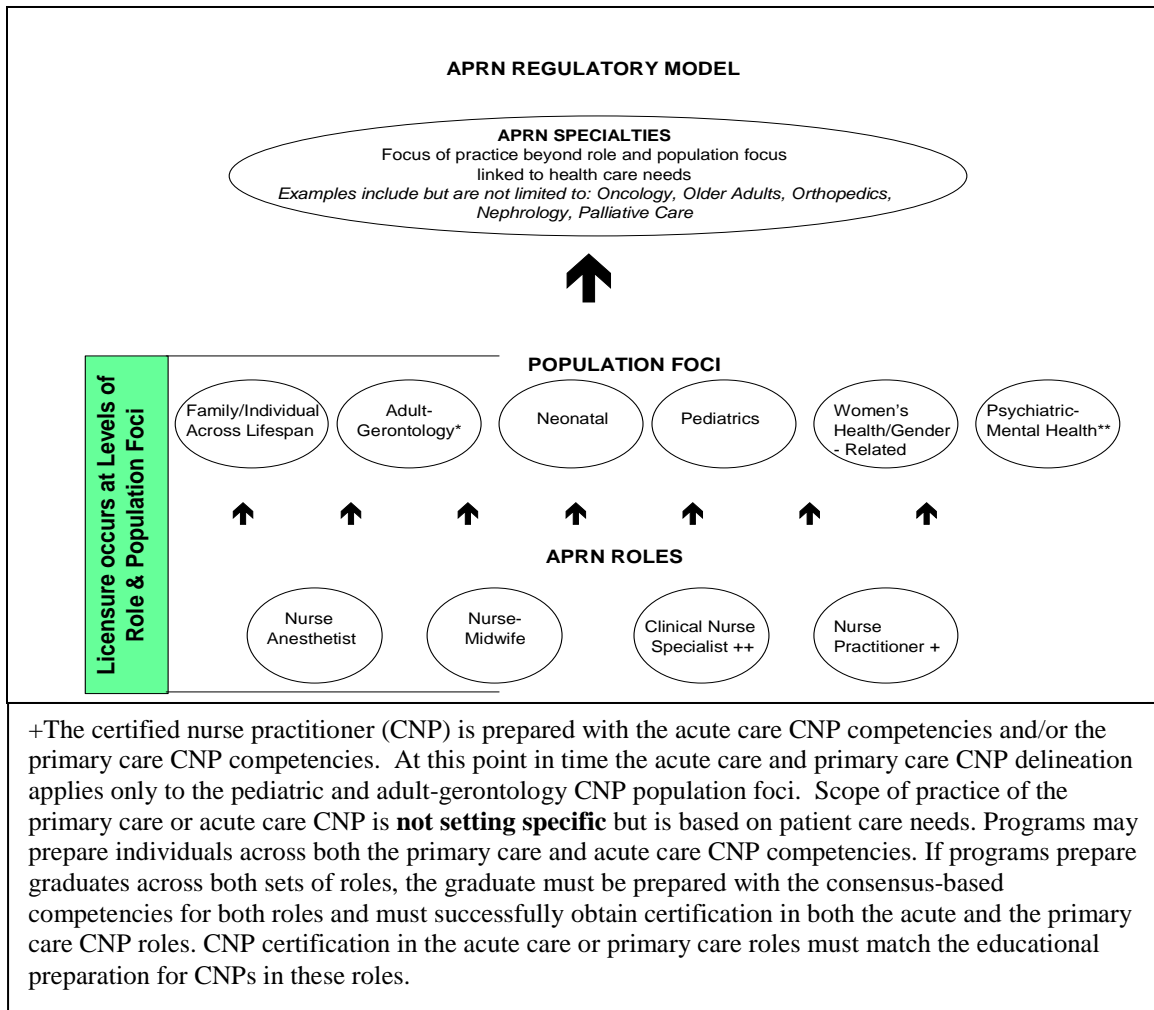 APRN REGULATORY MODEL
APRN SPECIALTIES
Focus of practice beyond role and population focus
linked to health care needs
Examples include but are not limited to: Oncology, Older Adults, Orthopedics,
Nephrology, Palliative Care
Licensure occurs at Levels of
Role & Population Foci
POPULATION FOCI
Family/Individual
Across Lifespan
Adult-
Gerontology*
Neonatal
Pediatrics
Women's
Health/Gender
- Related
Psychiatric-
Mental Health**
APRN ROLES
Nurse
Anesthetist
Nurse-
Midwife
Clinical Nurse
Specialist ++
Nurse
Practitioner +
+The certified nurse practitioner (CNP) is prepared with the acute care CNP competencies and/or the
primary care CNP competencies.  At this point in time the acute care and primary care CNP delineation
applies only to the pediatric and adult-gerontology CNP population foci.  Scope of practice of the
primary care or acute care CNP is not setting specific but is based on patient care needs. Programs may
prepare individuals across both the primary care and acute care CNP competencies. If programs prepare
graduates across both sets of roles, the graduate must be prepared with the consensus-based
competencies for both roles and must successfully obtain certification in both the acute and the primary
care CNP roles. CNP certification in the acute care or primary care roles must match the educational
preparation for CNPs in these roles.